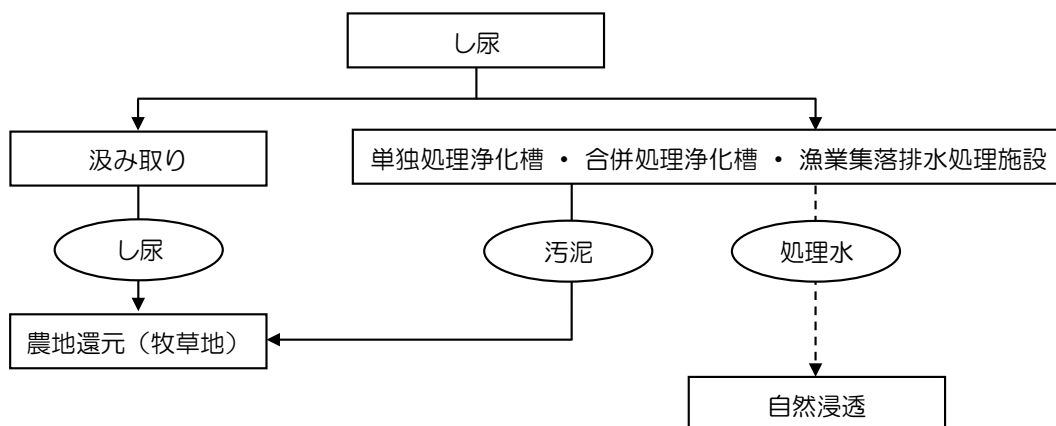 し尿
汲み取り
単独処理浄化槽 ・ 合併処理浄化槽 ・ 漁業集落排水処理施設
し尿
汚泥
処理水
農地還元（牧草地）
自然浸透